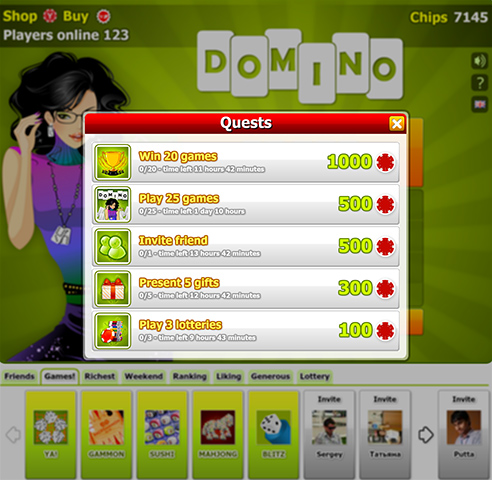 Shop Buy
Chips 7145
Players online 123
DOMINO
?
Quests
Win 20 games
0/20 - time left 11 hours 42 minutes
1000
DOMINO
Play 25 games
0/25 - time left 1 day 10 hours
500
Invite friend
0/1 - time left 13 hours 42 minutes
500
Present 5 gifts
0/5 - time left 12 hours 42 minutes
300
Play 3 lotteries
0/3 - time left 9 hours 43 minutes
100
Friends Games! Richest Weekend Ranking Liking Generous Lottery
Invite Invite Invite
YA! GAMMON SUSHI MAHJONG BLITZ Sergey Татьяна Putta